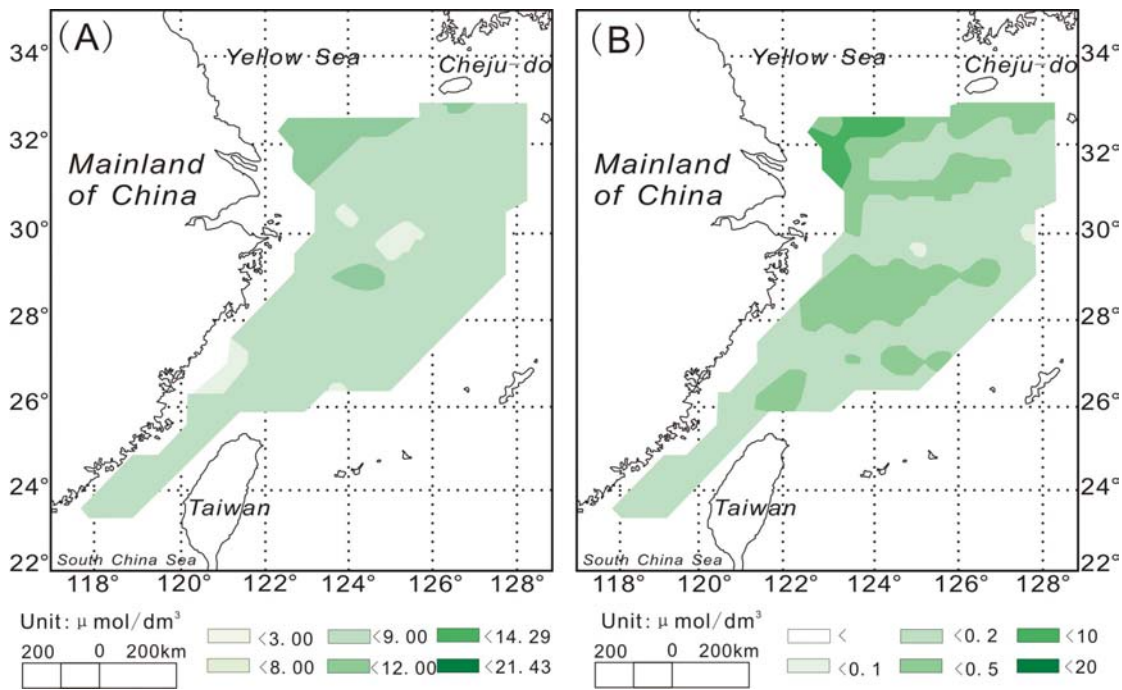 (A)
34°
32°
30°
28°
26°
24°
22°
Yellow Sea
Cheju-do
Mainland
of China
Taiwan
South China Sea
118° 120° 122° 124° 126° 128°
Unit: μ mol/dm³
200 0 200km
<3.00 <9.00 <14.29
<8.00 <12.00 <21.43
(B)
Yellow Sea
Cheju-do
Mainland
of China
Taiwan
South China Sea
34°
32°
30°
28°
26°
24°
22°
118° 120° 122° 124° 126° 128°
Unit: μ mol/dm³
200 0 200km
< <0.2 <10
<0.1 <0.5 <20